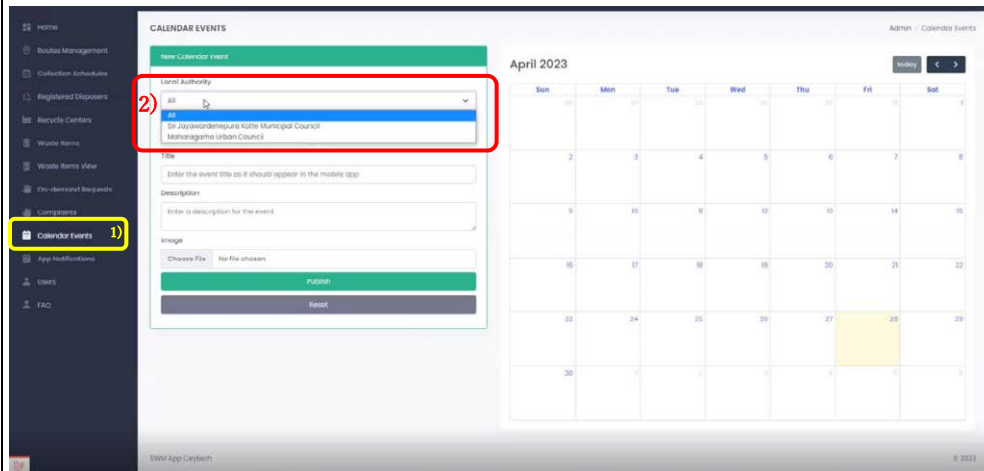 Home
Routes Management
Collection Schedules
Registered Disposers
Recycle Centers
Waste Items
Waste Items View
On-demand Requests
Complaints
Calendar Events
1)
App Notifications
Users
FAQ
CALENDAR EVENTS
Admin / Calendar Events
New Calendar Event
Local Authority
2)
All
All
Sri Jayawardenepura Kotte Municipal Council
Maharagama Urban Council
Title
Enter the event title as it should appear in the mobile app
Description
Enter a description for the event
Image
Choose File No file chosen
Publish
Reset
April 2023
today < >
Sun Mon Tue Wed Thu Fri Sat
1
2 3 4 5 6 7 8
9 10 11 12 13 14 15
16 17 18 19 20 21 22
23 24 25 26 27 28 29
30
SWM App Ceytech
© 2023